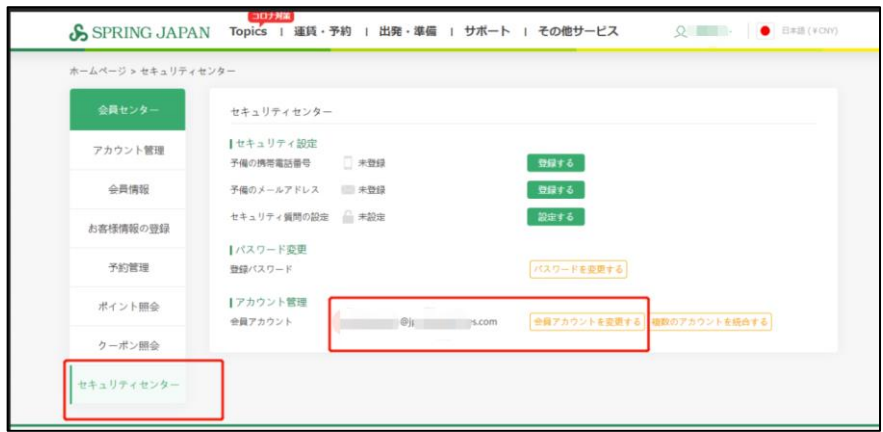 コロナ対策
SPRING JAPAN Topics | 運賃・予約 | 出発・準備 | サポート | その他サービス 日本語 (¥CNY)
ホームページ > セキュリティセンター
会員センター
アカウント管理
会員情報
お客様情報の登録
予約管理
ポイント照会
クーポン照会
セキュリティセンター
セキュリティセンター
セキュリティ設定
予備の携帯電話番号 未登録 登録する
予備のメールアドレス 未登録 登録する
セキュリティ質問の設定 未設定 設定する
パスワード変更
登録パスワード パスワードを変更する
アカウント管理
会員アカウント @jp s.com 会員アカウントを変更する 複数のアカウントを統合する